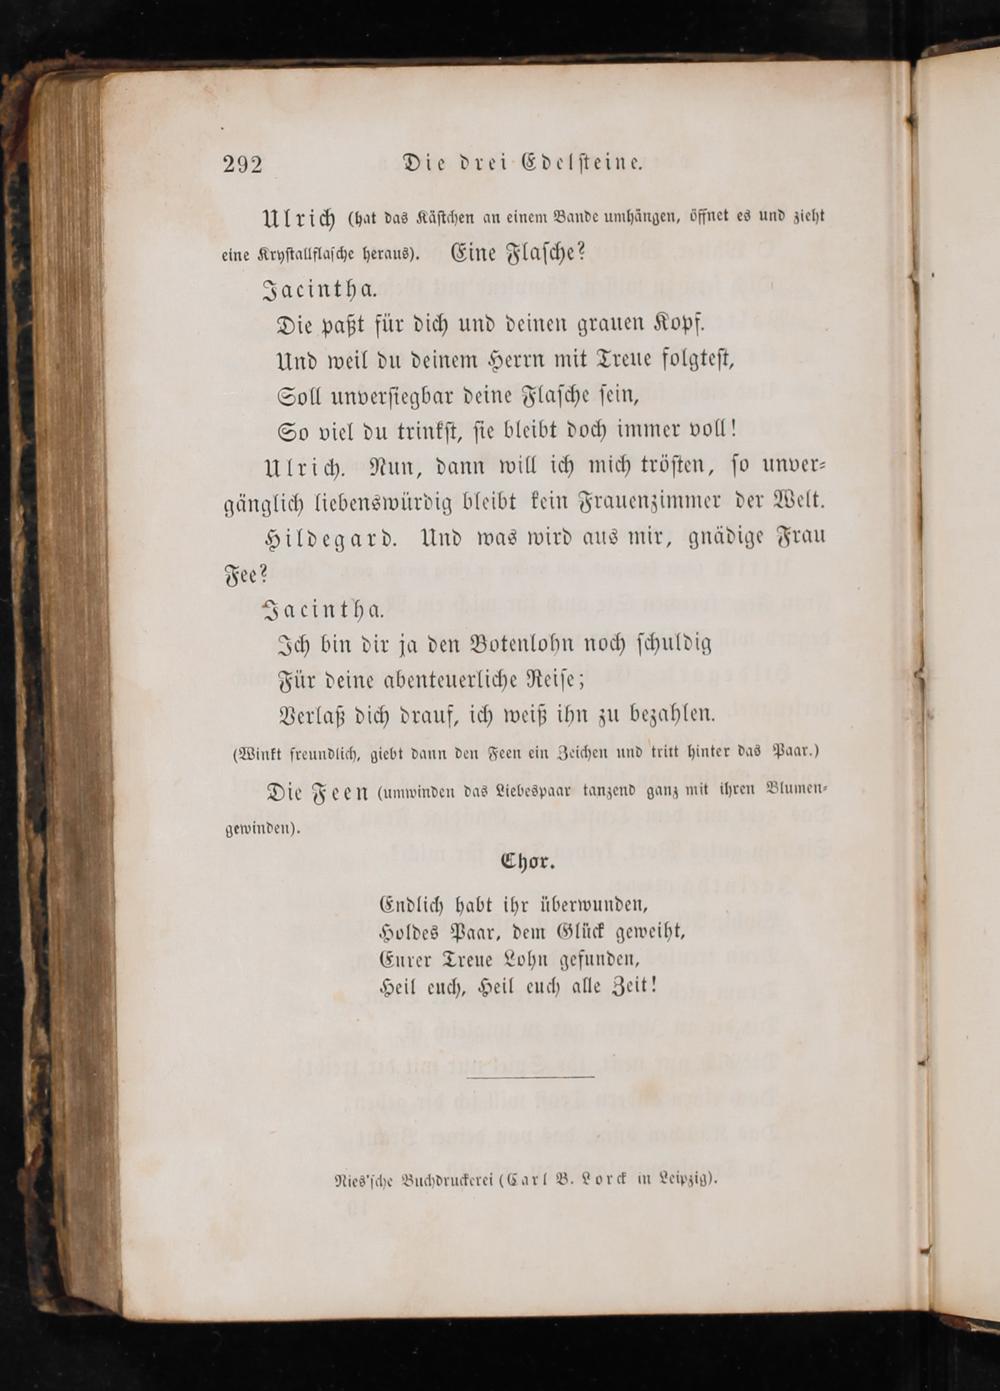 292 Die drei Edelsteine.
Ulrich (hat das Kästchen an einem Bande umhängen, öffnet es und zieht
eine Krystallflasche heraus). Eine Flasche?
Jacintha.
Die paßt für dich und deinen grauen Kopf.
Und weil du deinem Herrn mit Treue folgtest,
Soll unversiegbar deine Flasche sein,
So viel du trinkst, sie bleibt doch immer voll!
Ulrich. Nun, dann will ich mich trösten, so unver-
gänglich liebenswürdig bleibt kein Frauenzimmer der Welt.
Hildegard. Und was wird aus mir, gnädige Frau
Fee?
Jacintha.
Ich bin dir ja den Botenlohn noch schuldig
Für deine abenteuerliche Reise;
Verlaß dich drauf, ich weiß ihn zu bezahlen.
(Winkt freundlich, giebt dann den Feen ein Zeichen und tritt hinter das Paar.)
Die Feen (umwinden das Liebespaar tanzend ganz mit ihren Blumen-
gewinden).
Chor.
Endlich habt ihr überwunden,
Holdes Paar, dem Glück geweiht,
Eurer Treue Lohn gefunden,
Heil euch, Heil euch alle Zeit!
Nies'sche Buchdruckerei (Carl B. Lorck in Leipzig).